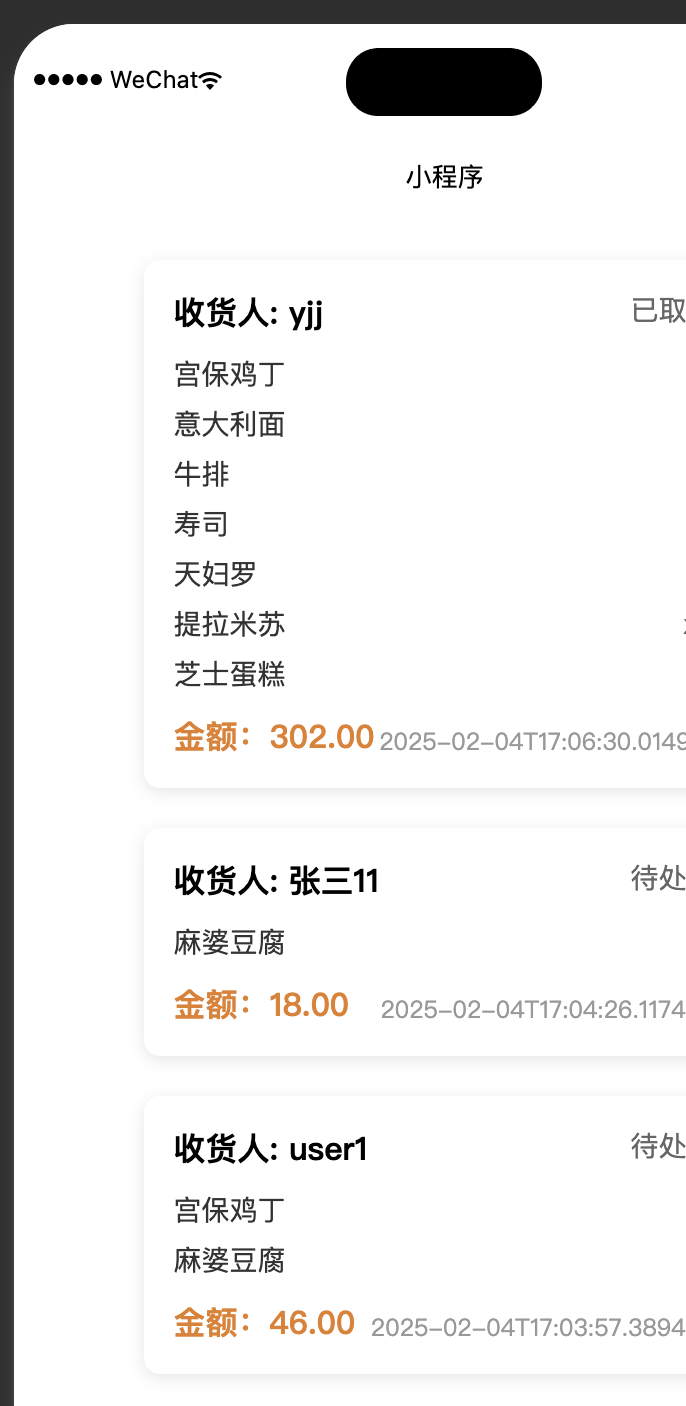 WeChat
小程序
收货人: yjj 已取
宫保鸡丁
意大利面
牛排
寿司
天妇罗
提拉米苏
芝士蛋糕
金额：302.00 2025-02-04T17:06:30.0149
收货人: 张三11 待处
麻婆豆腐
金额：18.00 2025-02-04T17:04:26.1174
收货人: user1 待处
宫保鸡丁
麻婆豆腐
金额：46.00 2025-02-04T17:03:57.3894